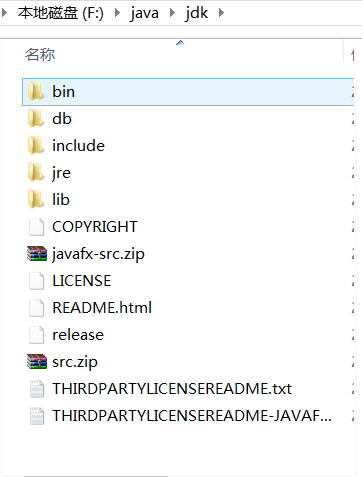 本地磁盘 (F:) java jdk
名称
bin
db
include
jre
lib
COPYRIGHT
javafx-src.zip
LICENSE
README.html
release
src.zip
THIRDPARTYLICENSEREADME.txt
THIRDPARTYLICENSEREADME-JAVAF...